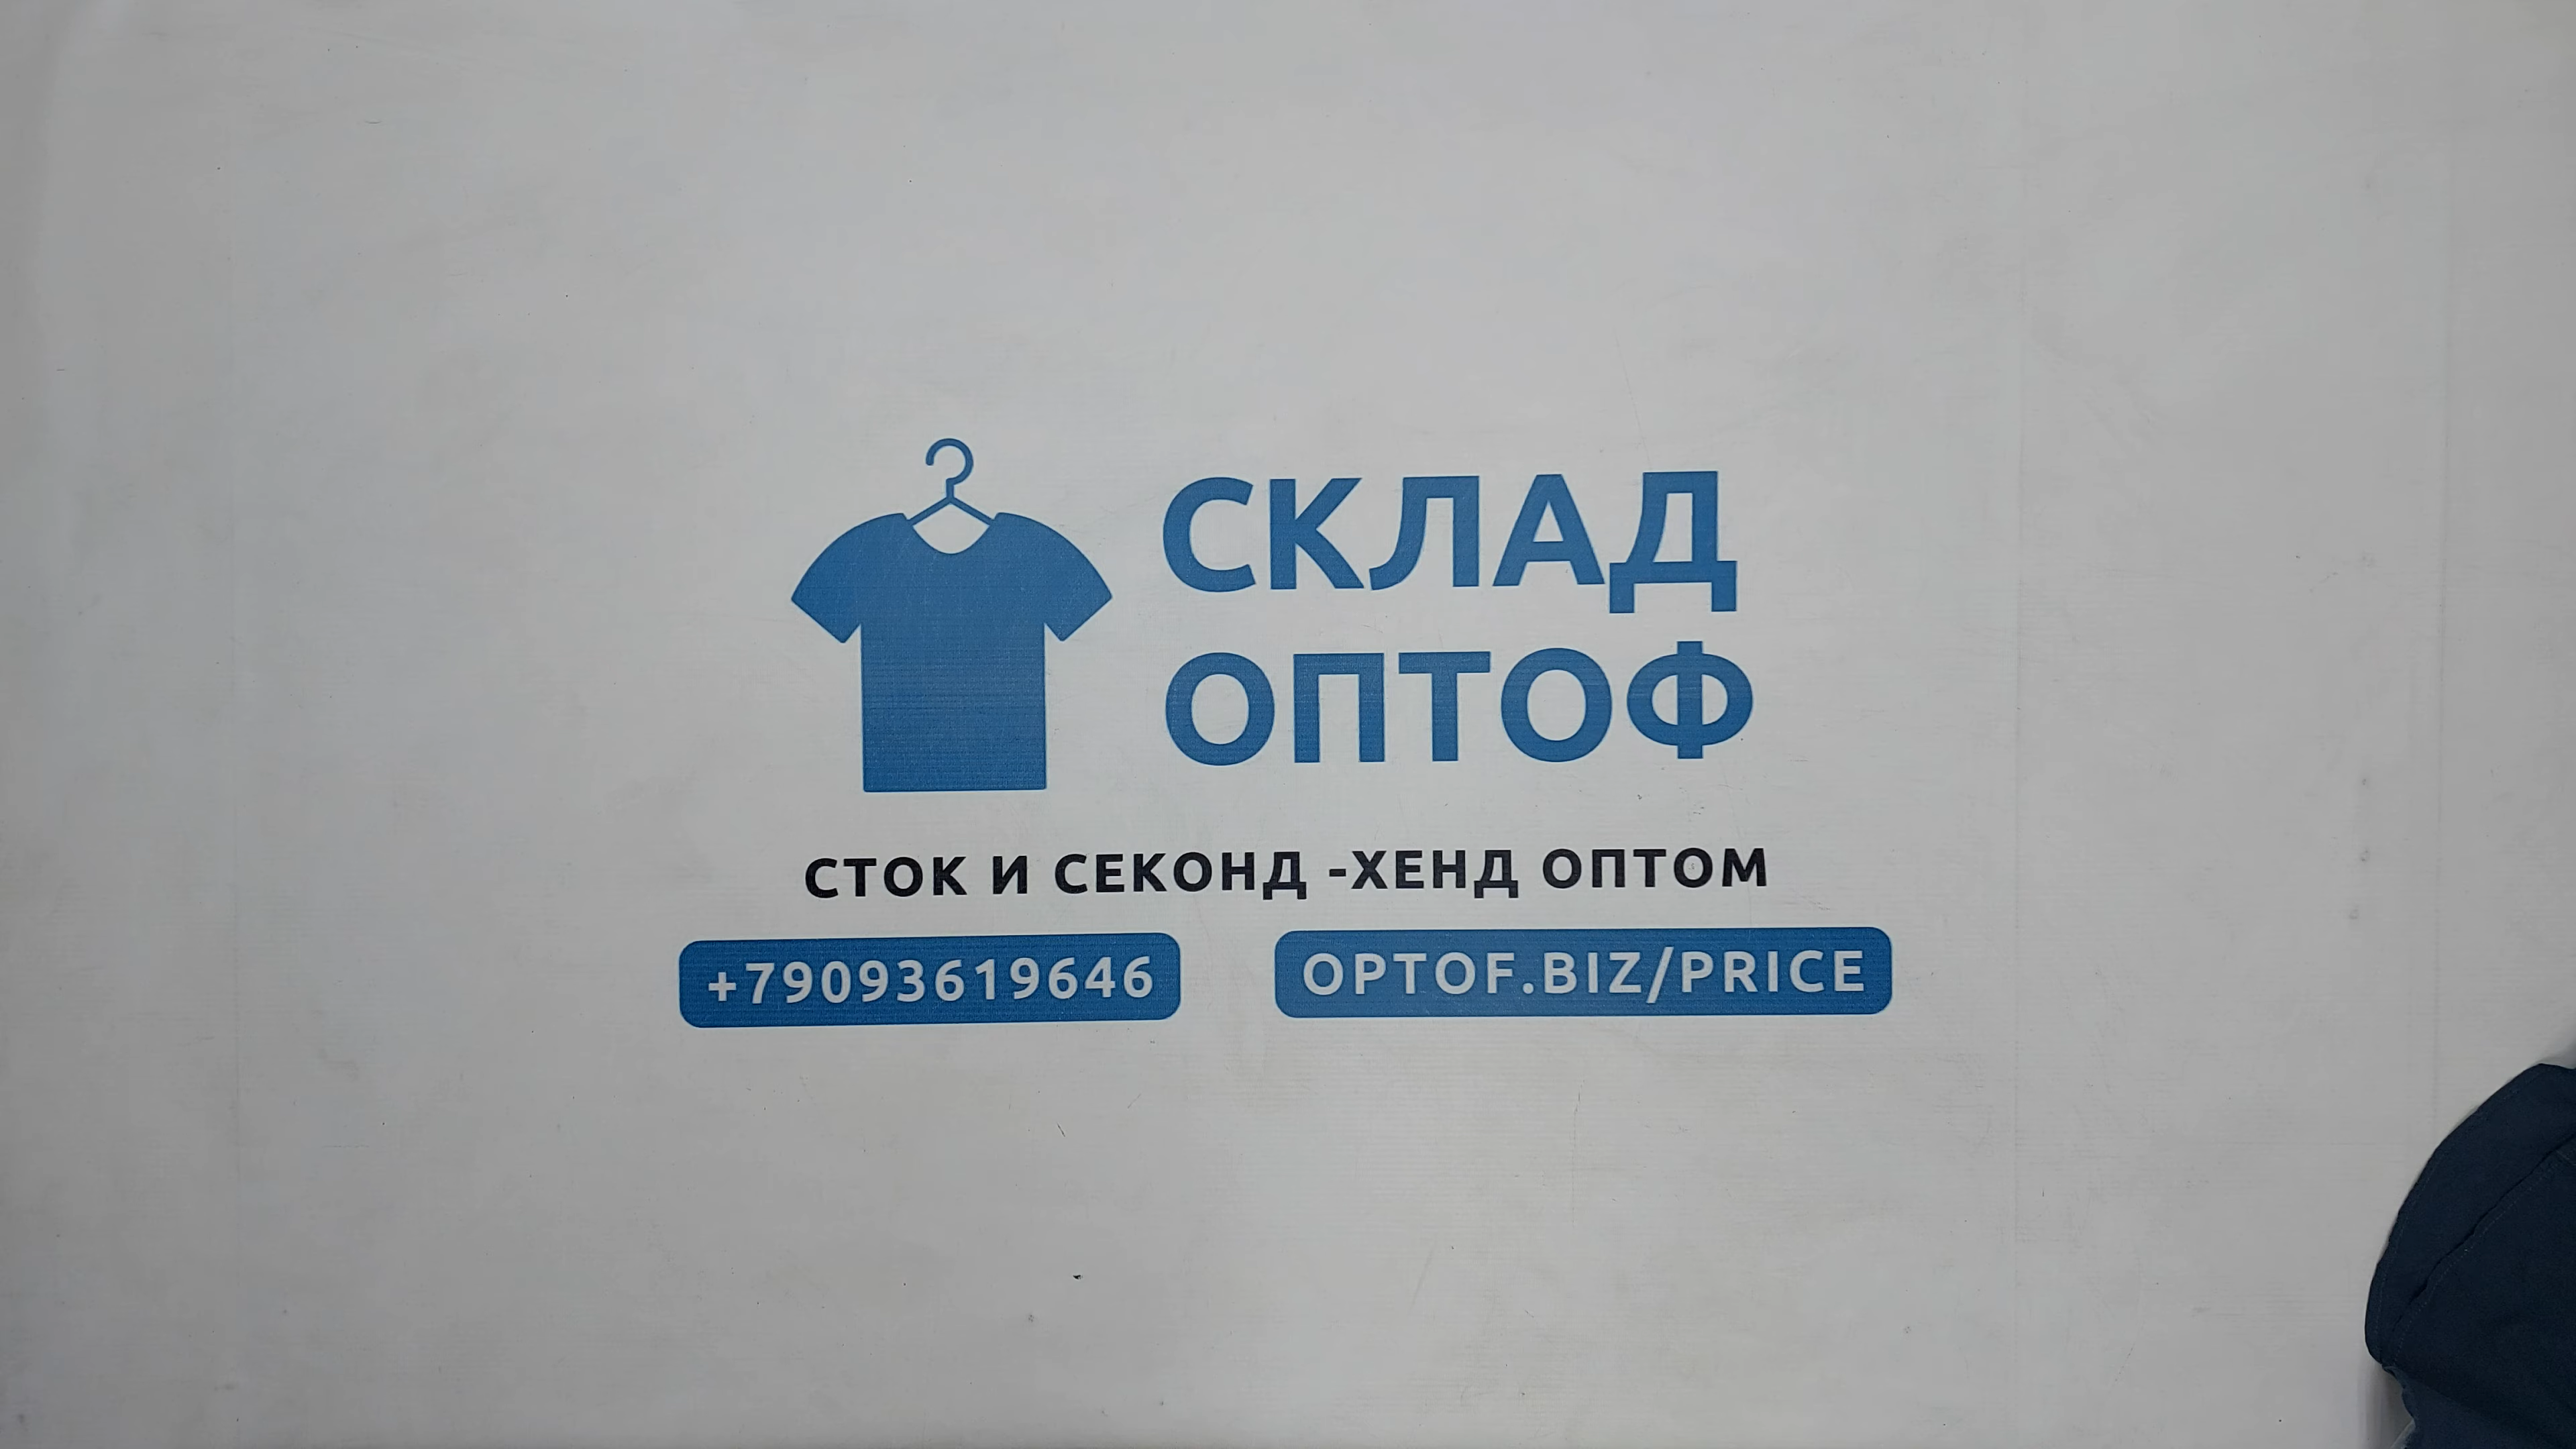 СКЛАД
ОПТОФ
СТОК И СЕКОНД -ХЕНД ОПТОМ
+79093619646
OPTOF.BIZ/PRICE